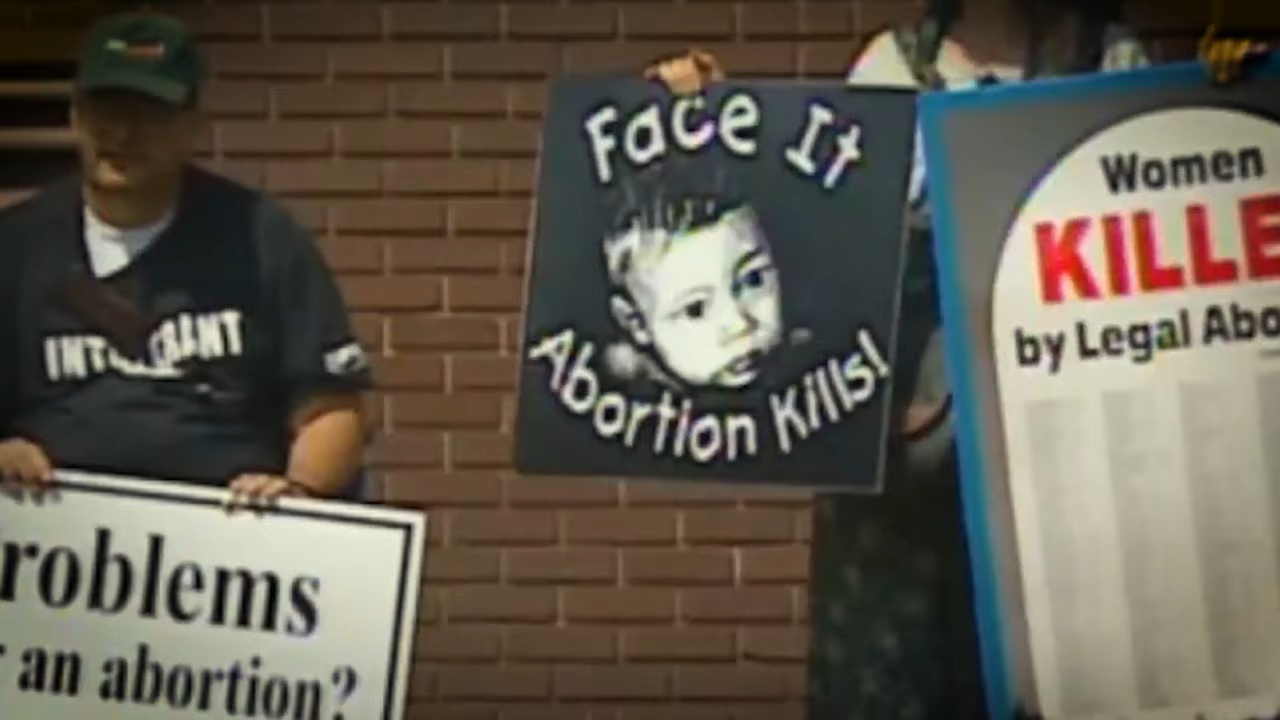 INTOLERANT
roblems
an abortion?
Face It
Abortion Kills!
Women
KILLE
by Legal Abo